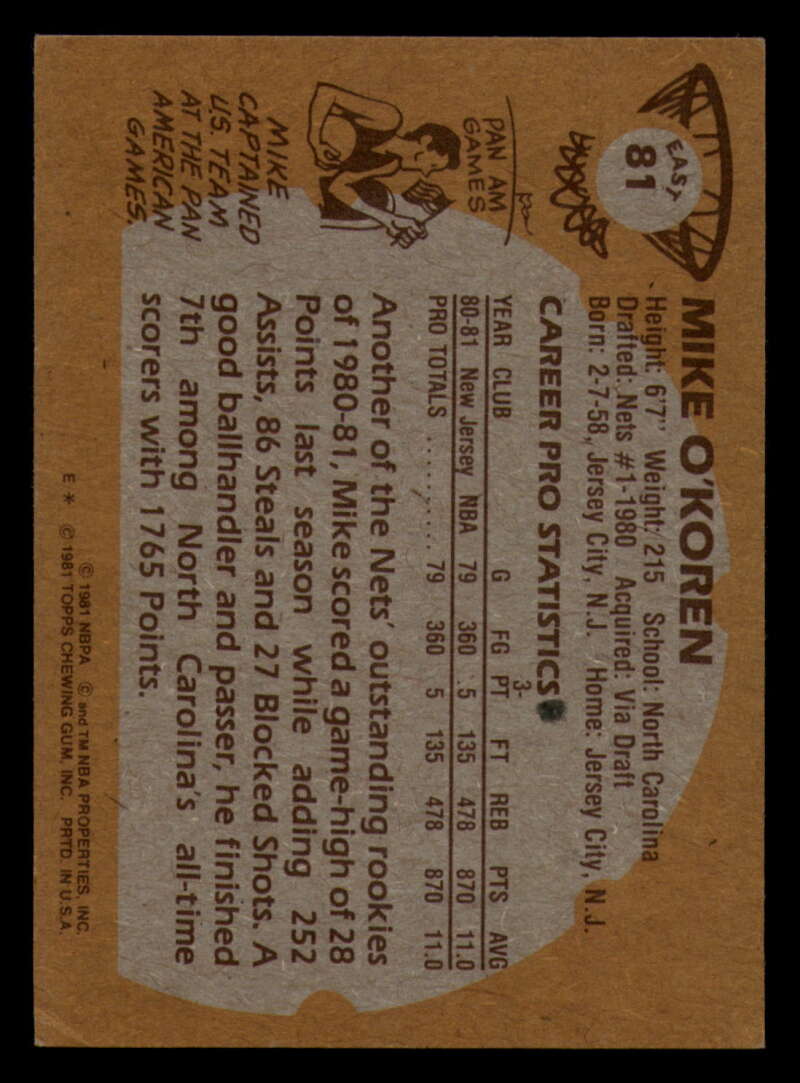 EAST
81
MIKE O'KOREN
Height: 6'7" Weight: 215 School: North Carolina
Drafted: Nets #1-1980 Acquired: Via Draft
Born: 2-7-58, Jersey City, N.J. Home: Jersey City, N.J.
CAREER PRO STATISTICS
3-
YEAR CLUB G FG PT FT REB PTS AVG
80-81 New Jersey NBA 79 360 5 135 478 870 11.0
PRO TOTALS .......... 79 360 5 135 478 870 11.0
Another of the Nets' outstanding rookies
of 1980-81, Mike scored a game-high of 28
Points last season while adding 252
Assists, 86 Steals and 27 Blocked Shots. A
good ballhandler and passer, he finished
7th among North Carolina's all-time
scorers with 1765 Points.
PAN AM
GAMES
MIKE
CAPTAINED
U.S. TEAM
AT THE PAN
AMERICAN
GAMES.
© 1981 NBPA © and TM NBA PROPERTIES, INC.
E * © 1981 TOPPS CHEWING GUM, INC. PRTD IN U.S.A.